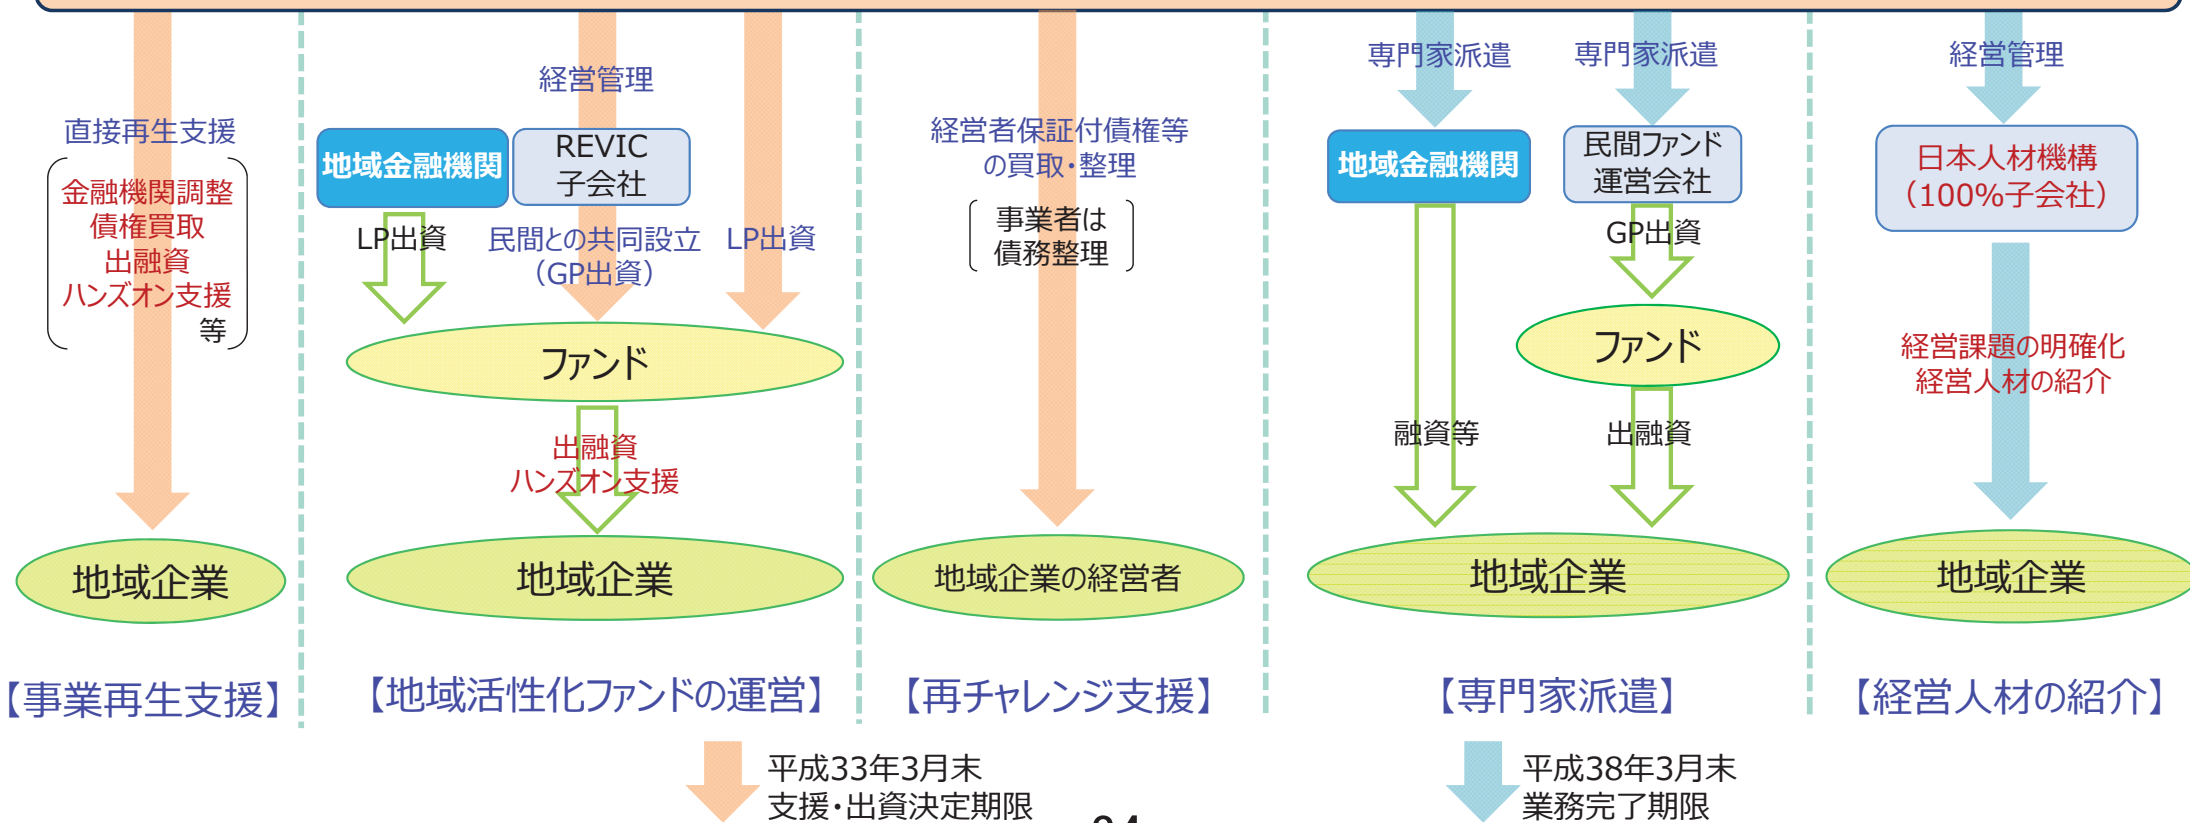 直接再生支援
金融機関調整
債権買取
出融資
ハンズオン支援
等
地域企業
【事業再生支援】
経営管理
地域金融機関
REVIC
子会社
LP出資
民間との共同設立
（GP出資）
LP出資
ファンド
出融資
ハンズオン支援
地域企業
【地域活性化ファンドの運営】
経営者保証付債権等
の買取・整理
事業者は
債務整理
地域企業の経営者
【再チャレンジ支援】
専門家派遣
専門家派遣
地域金融機関
民間ファンド
運営会社
GP出資
ファンド
融資等
出融資
地域企業
【専門家派遣】
経営管理
日本人材機構
（100%子会社）
経営課題の明確化
経営人材の紹介
地域企業
【経営人材の紹介】
平成33年3月末
支援・出資決定期限
平成38年3月末
業務完了期限